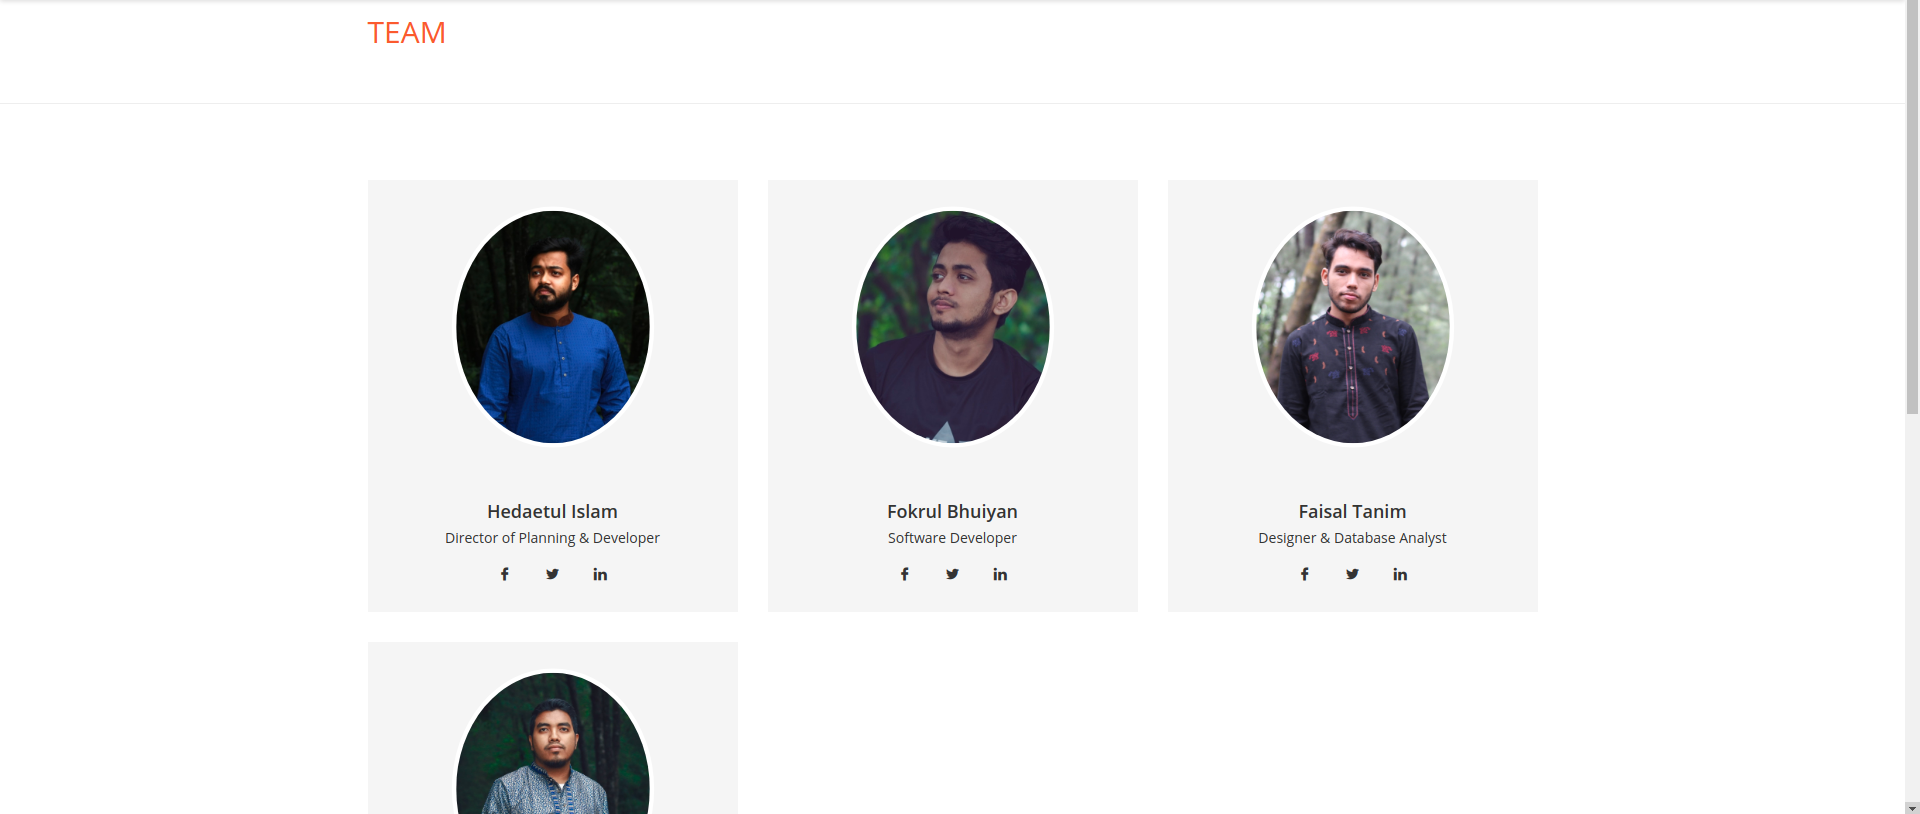 TEAM
Hedaetul Islam
Director of Planning & Developer
Fokrul Bhuiyan
Software Developer
Faisal Tanim
Designer & Database Analyst